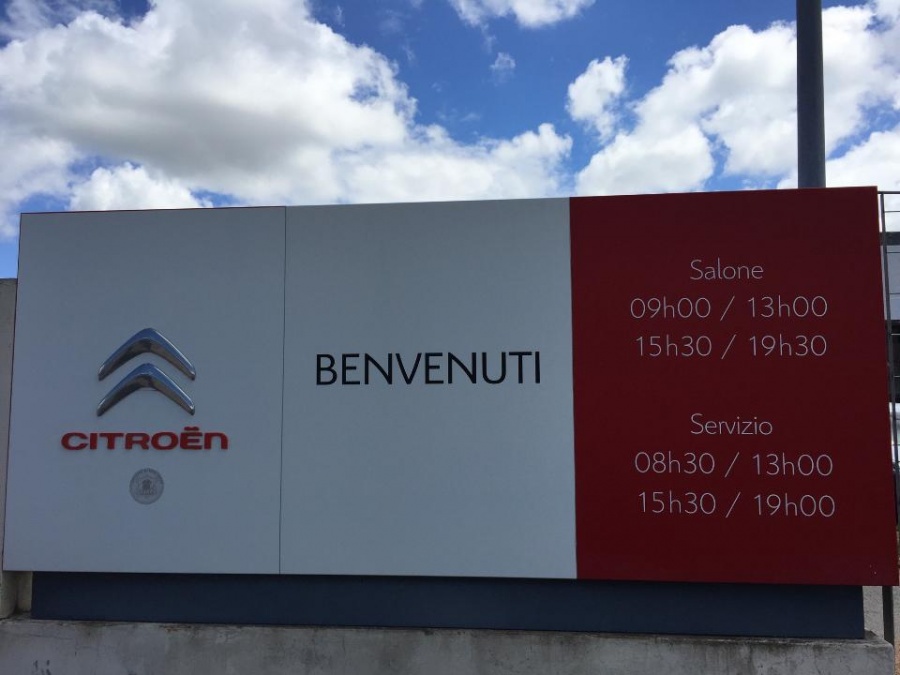 CITROËN
BENVENUTI
Salone
09h00 / 13h00
15h30 / 19h30
Servizio
08h30 / 13h00
15h30 / 19h00